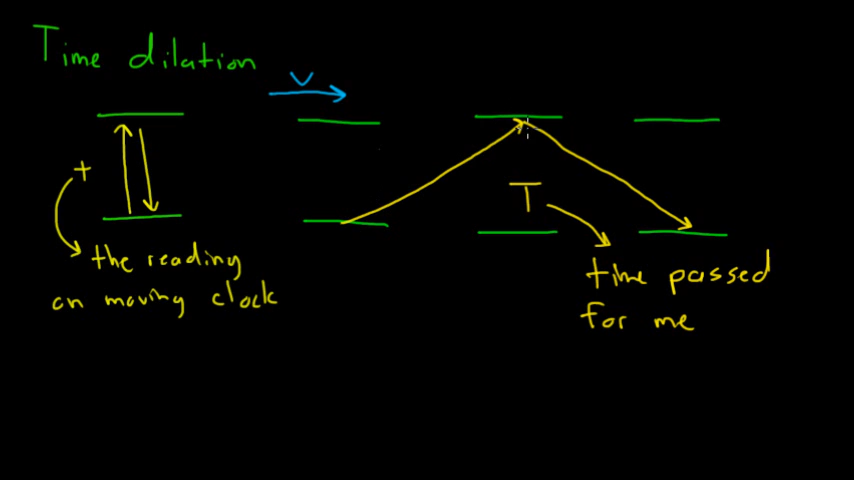 Time dilation
V
t
T
the reading
on moving clock
time passed
for me